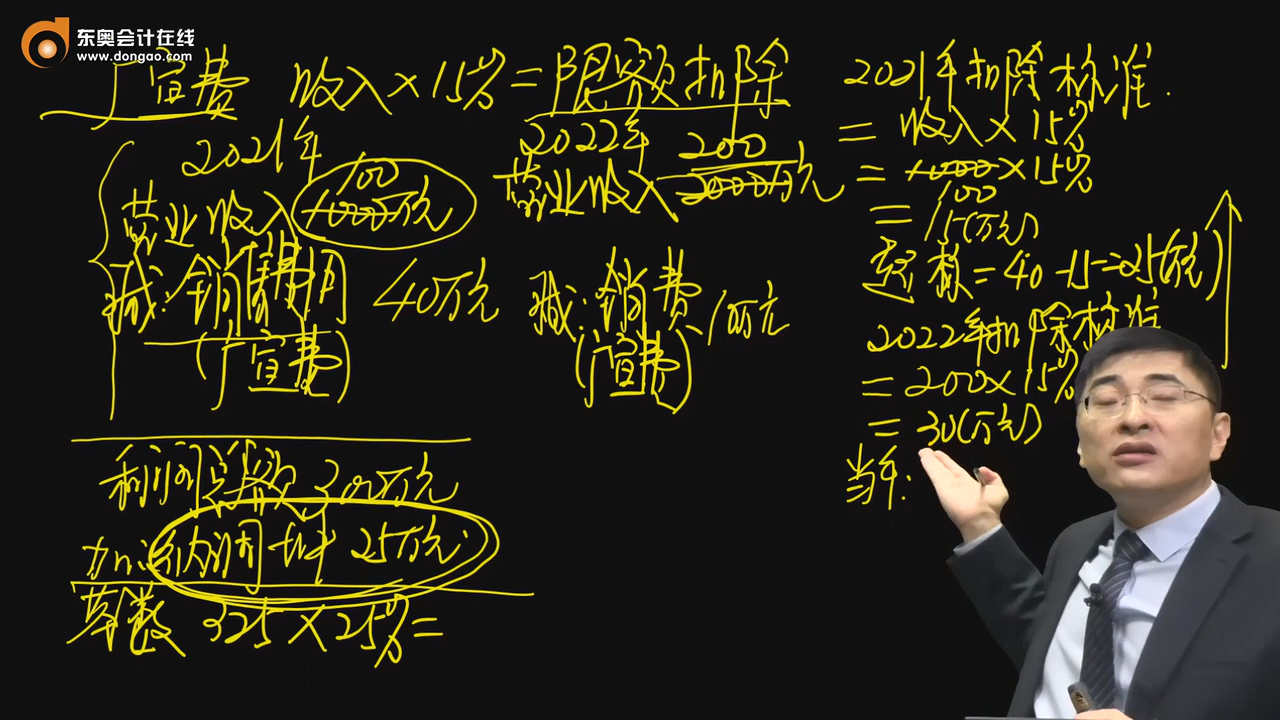 东奥会计在线
www.dongao.com
广宣费 收入×15%=限额扣除
2021年
营业收入 100
1000万元
减:销售费用 40万元
(广宣费)
利润总额 300万元
加:纳调增 25万元
基数 325×25%=
2022年
营业收入 200
2000万元
减:销费 10万元
(广宣费)
2021年扣除标准
=收入×15%
=1000×15%
100
=15(万元)
超标=40-15=25(万元)
2022年扣除标准
=200×15%
=30(万元)
当年: